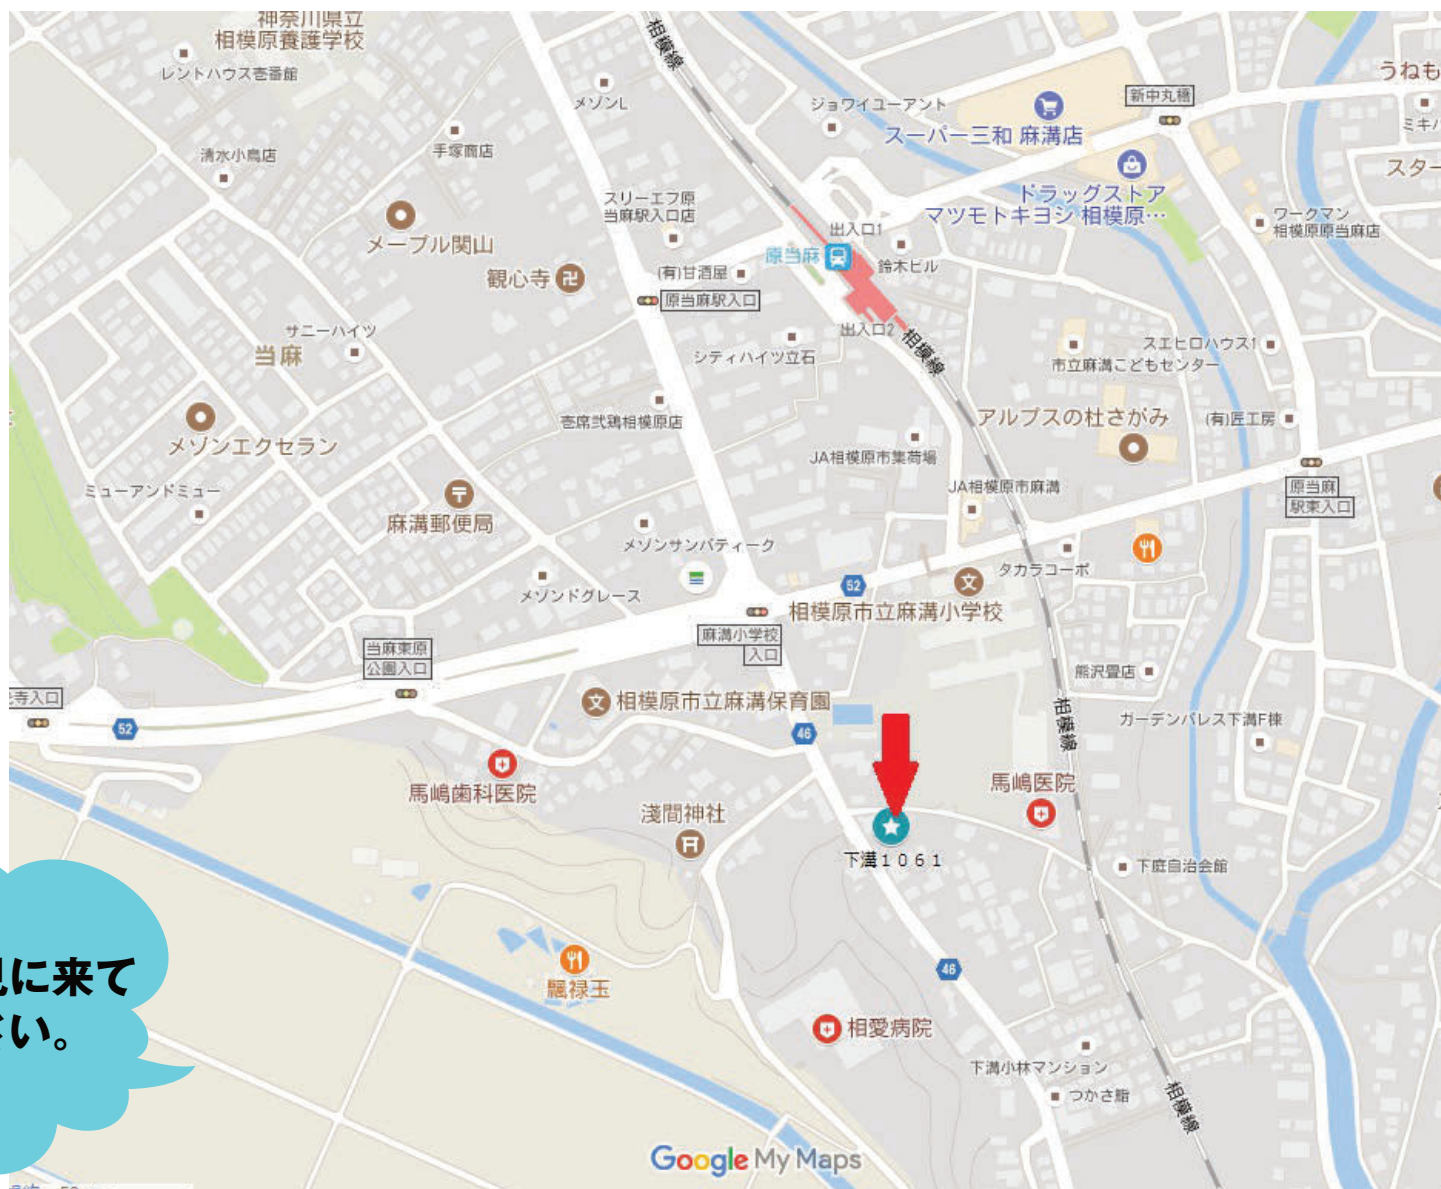 神奈川県立
相模原養護学校
レントハウス壱番館
メゾンL
ジョワイユーアント
スーパー三和 麻溝店
新中丸橋
うねも
ミキハ
スター
相模線
清水小鳥店
手塚商店
スリーエフ原
当麻駅入口店
ドラッグストア
マツモトキヨシ 相模原…
ワークマン
相模原原当麻店
メープル関山
出入口1
原当麻
鈴木ビル
観心寺
(有)甘酒屋
原当麻駅入口
サニーハイツ
当麻
出入口2
相模線
シティハイツ立石
スエヒロハウス1
市立麻溝こどもセンター
壱席弐鶏相模原店
アルプスの杜さがみ
(有)匠工房
メゾンエクセラン
JA相模原市集荷場
ミューアンドミュー
麻溝郵便局
JA相模原市麻溝
原当麻
駅東入口
メゾンサンパティーク
メゾンドグレース
52
タカラコーポ
相模原市立麻溝小学校
麻溝小学校
入口
当麻東原
公園入口
寺入口
52
相模原市立麻溝保育園
46
熊沢畳店
相模線
ガーデンパレス下溝F棟
馬嶋歯科医院
馬嶋医院
淺間神社
下溝1061
下庭自治会館
に来て
い。
瓢禄玉
46
相愛病院
下溝小林マンション
つかさ鮨
相模線
Google My Maps